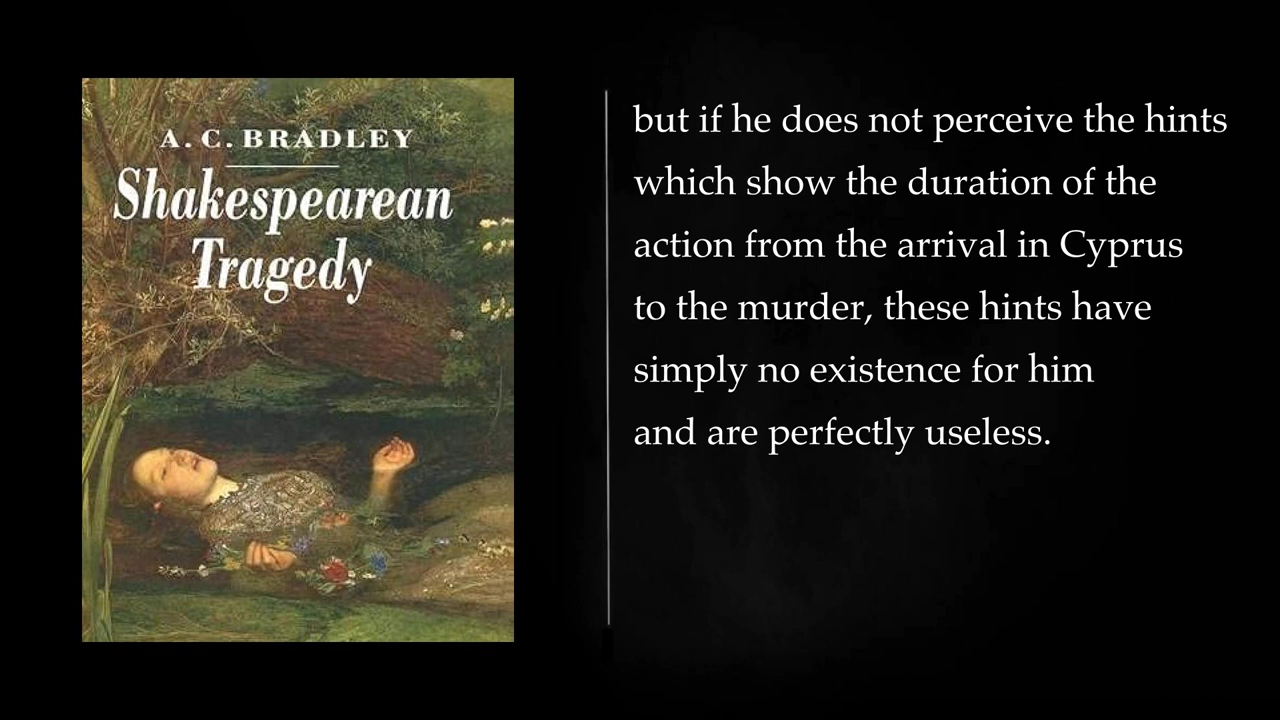 A. C. BRADLEY
Shakespearean
Tragedy
but if he does not perceive the hints
which show the duration of the
action from the arrival in Cyprus
to the murder, these hints have
simply no existence for him
and are perfectly useless.